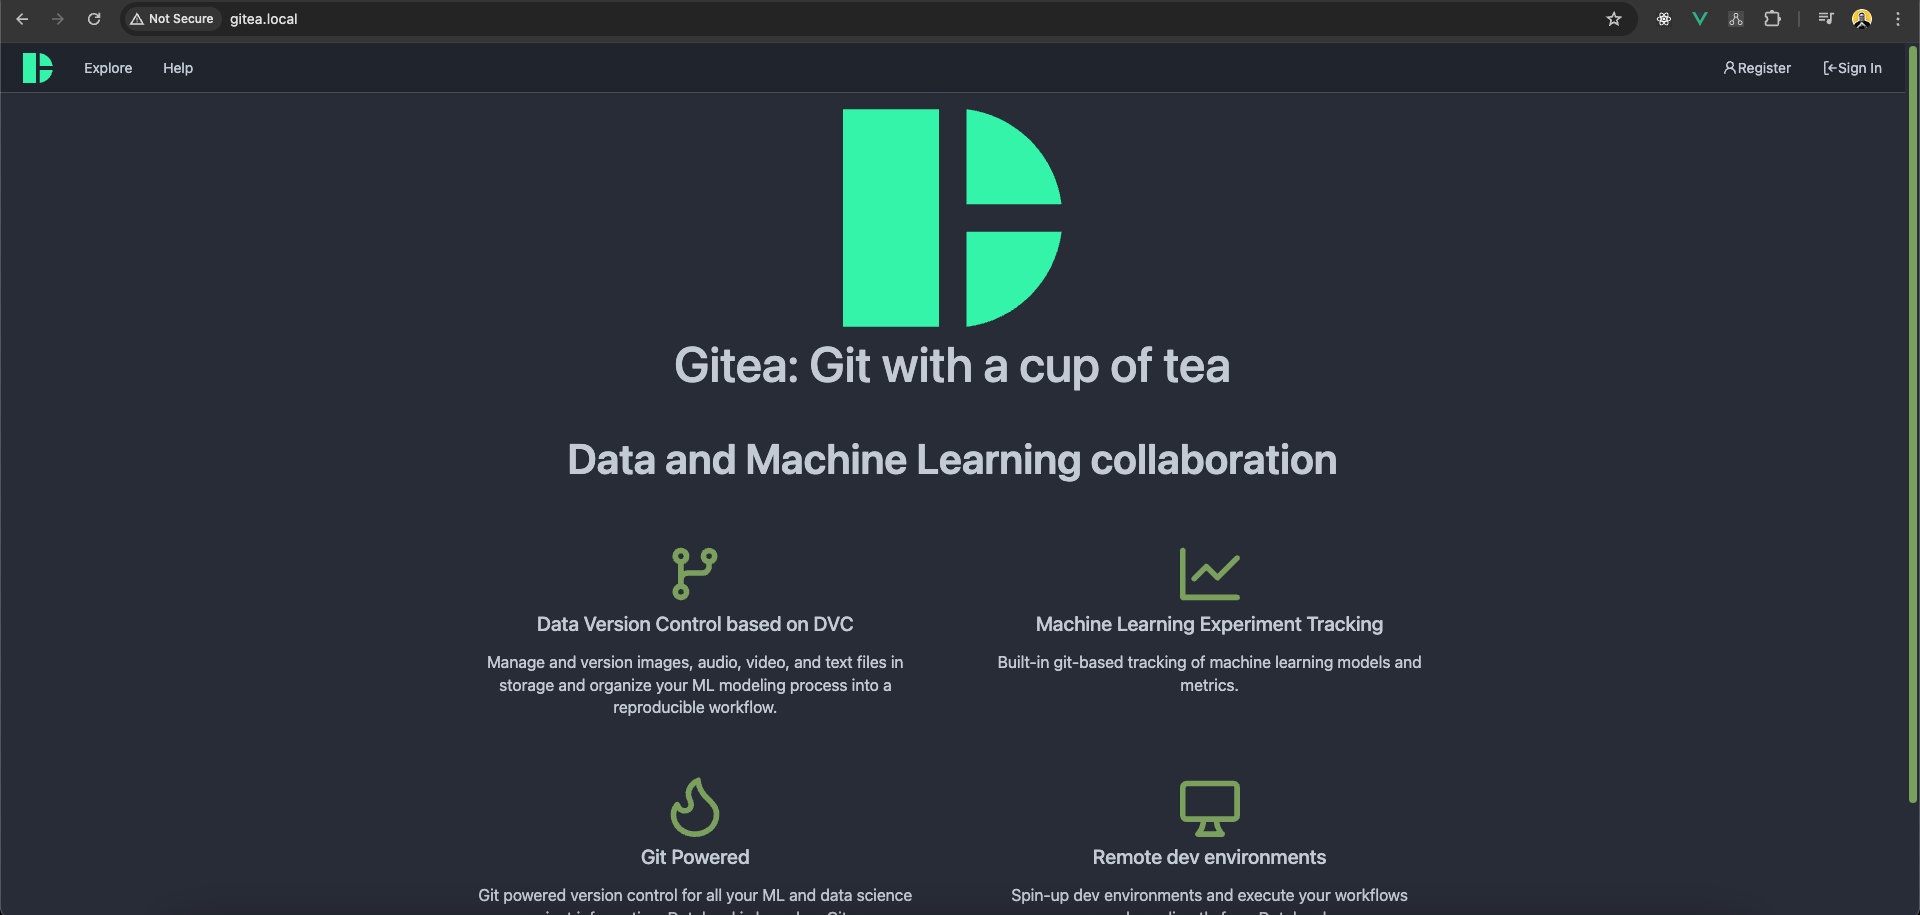 Not Secure gitea.local
Explore Help Register Sign In
Gitea: Git with a cup of tea
Data and Machine Learning collaboration
Data Version Control based on DVC
Manage and version images, audio, video, and text files in
storage and organize your ML modeling process into a
reproducible workflow.
Machine Learning Experiment Tracking
Built-in git-based tracking of machine learning models and
metrics.
Git Powered
Git powered version control for all your ML and data science
Remote dev environments
Spin-up dev environments and execute your workflows